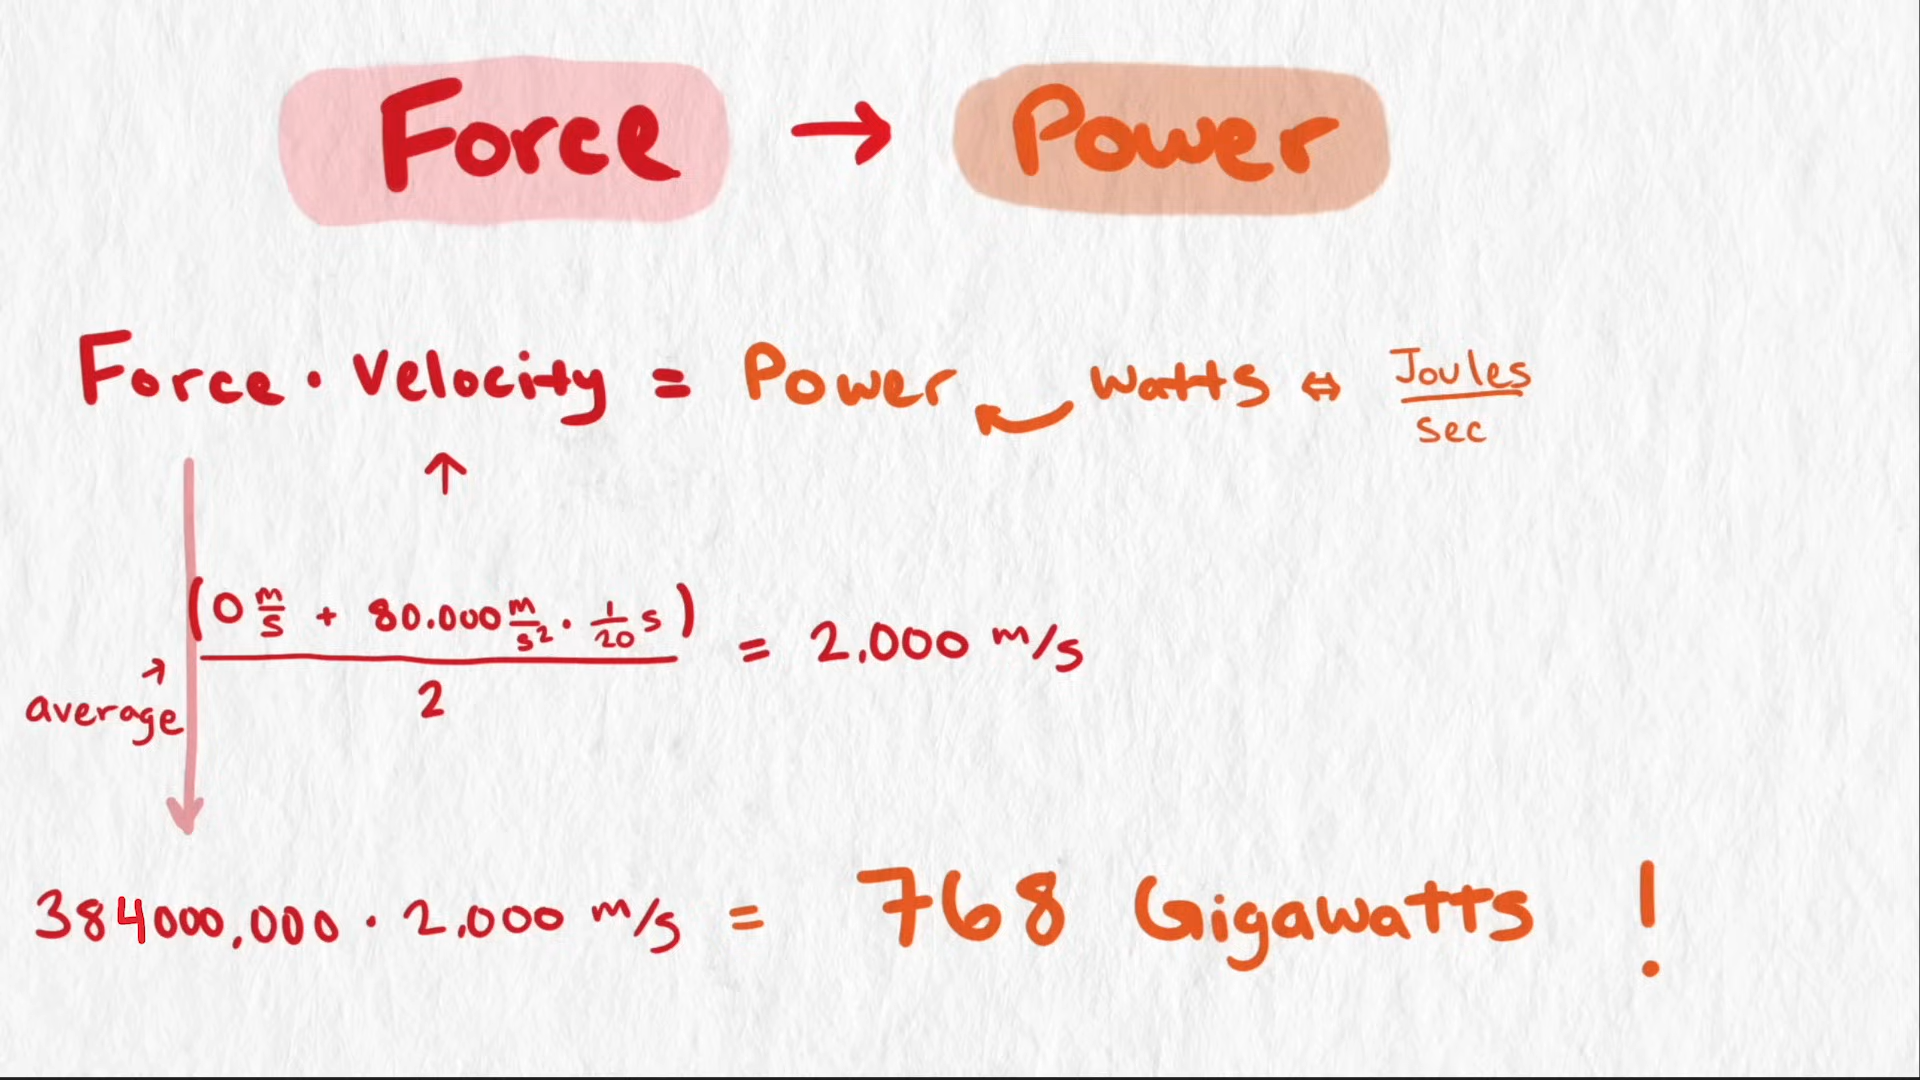 Force → Power
Force · Velocity = Power watts ⇔ Joules/sec
(0 m/s + 80.000 m/s² · 1/20 s) / 2 = 2.000 m/s
average
384000,000 · 2.000 m/s = 768 Gigawatts !